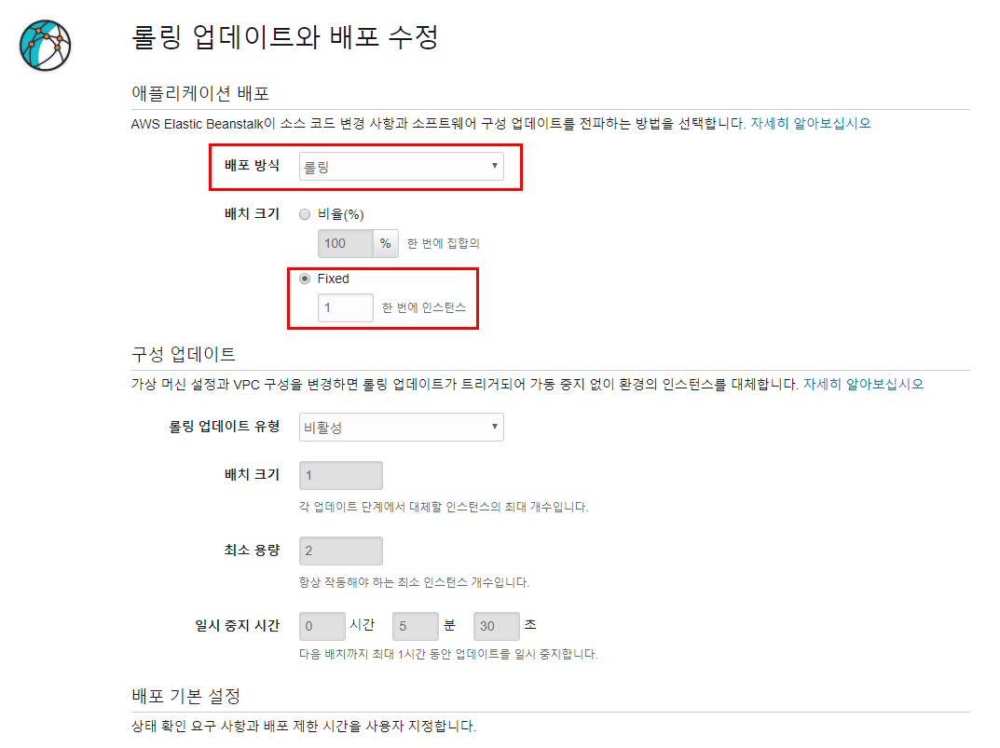 롤링 업데이트와 배포 수정
애플리케이션 배포
AWS Elastic Beanstalk이 소스 코드 변경 사항과 소프트웨어 구성 업데이트를 전파하는 방법을 선택합니다. 자세히 알아보십시오
배포 방식 롤링
배치 크기 비율(%)
100 % 한 번에 집합의
Fixed
1 한 번에 인스턴스
구성 업데이트
가상 머신 설정과 VPC 구성을 변경하면 롤링 업데이트가 트리거되어 가동 중지 없이 환경의 인스턴스를 대체합니다. 자세히 알아보십시오
롤링 업데이트 유형 비활성
배치 크기 1
각 업데이트 단계에서 대체할 인스턴스의 최대 개수입니다.
최소 용량 2
항상 작동해야 하는 최소 인스턴스 개수입니다.
일시 중지 시간 0 시간 5 분 30 초
다음 배치까지 최대 1시간 동안 업데이트를 일시 중지합니다.
배포 기본 설정
상태 확인 요구 사항과 배포 제한 시간을 사용자 지정합니다.